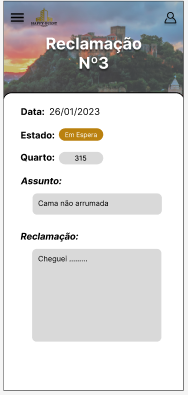 Reclamação
Nº3
Data: 26/01/2023
Estado: Em Espera
Quarto: 315
Assunto:
Cama não arrumada
Reclamação:
Cheguei .........